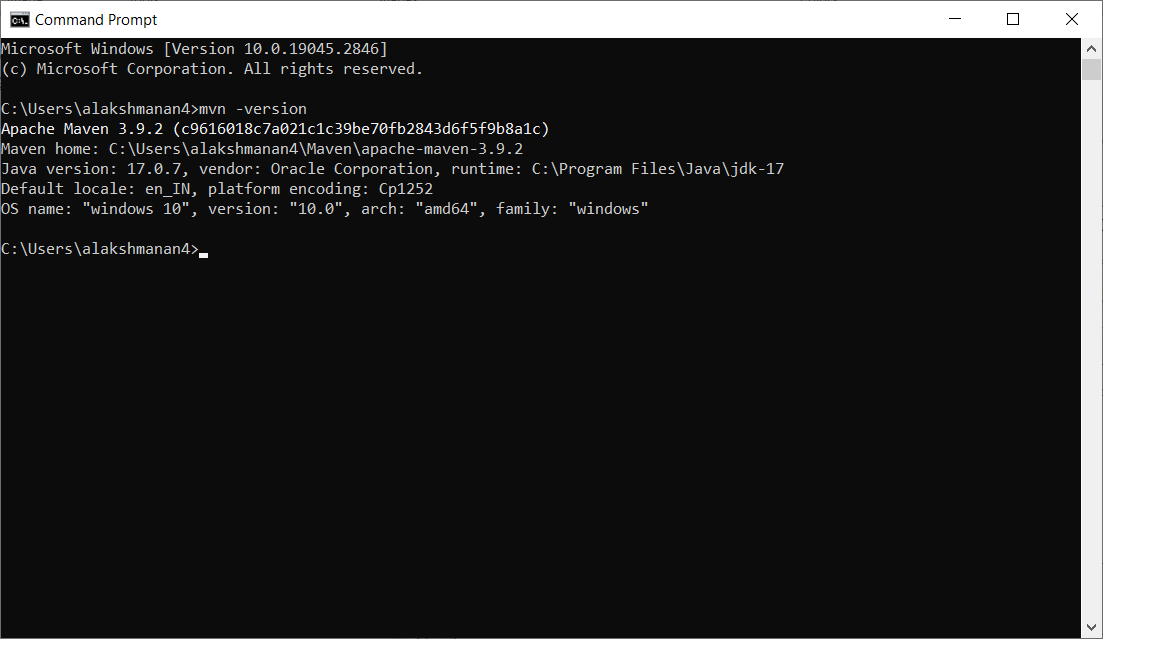 Command Prompt
Microsoft Windows [Version 10.0.19045.2846]
(c) Microsoft Corporation. All rights reserved.
C:\Users\alakshmanan4>mvn -version
Apache Maven 3.9.2 (c9616018c7a021c1c39be70fb2843d6f5f9b8a1c)
Maven home: C:\Users\alakshmanan4\Maven\apache-maven-3.9.2
Java version: 17.0.7, vendor: Oracle Corporation, runtime: C:\Program Files\Java\jdk-17
Default locale: en_IN, platform encoding: Cp1252
OS name: "windows 10", version: "10.0", arch: "amd64", family: "windows"
C:\Users\alakshmanan4>